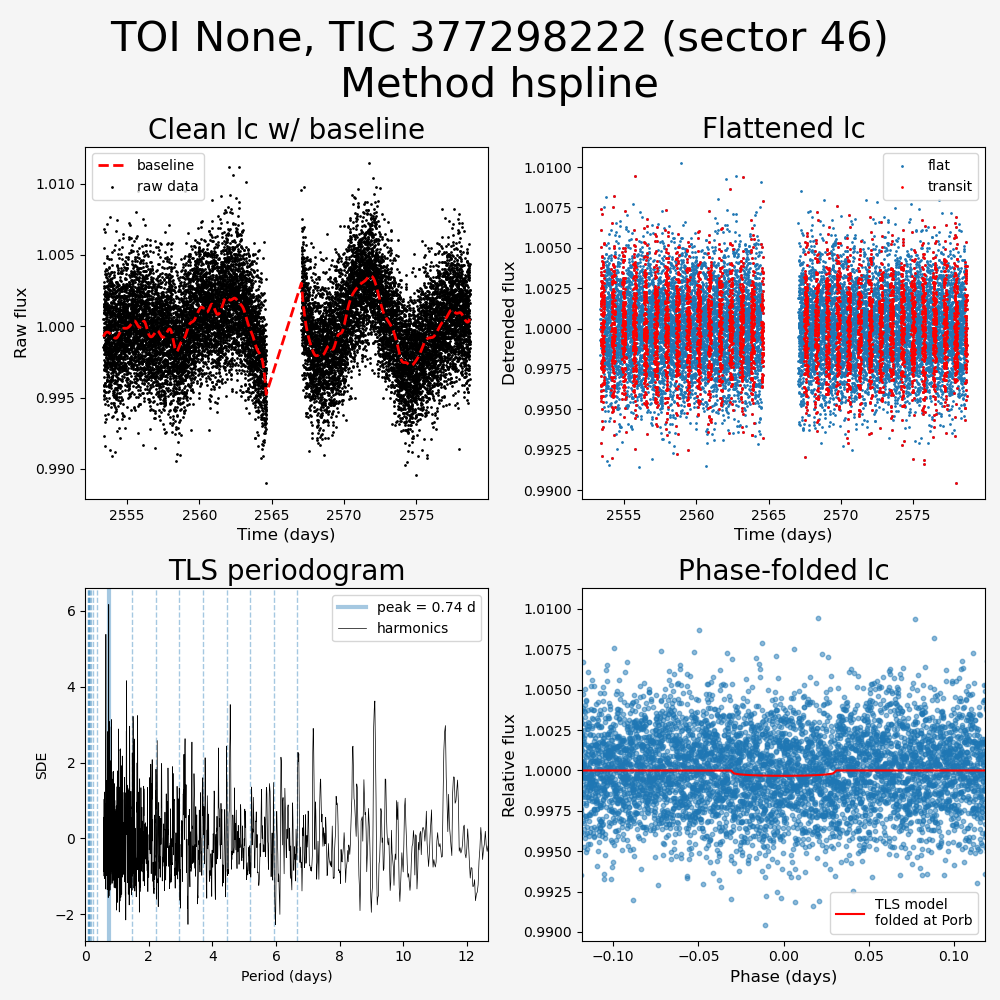 TOI None, TIC 377298222 (sector 46)
Method hspline
Clean lc w/ baseline
baseline
raw data
Raw flux
1.010
1.005
1.000
0.995
0.990
2555 2560 2565 2570 2575
Time (days)
Flattened lc
flat
transit
Detrended flux
1.0100
1.0075
1.0050
1.0025
1.0000
0.9975
0.9950
0.9925
0.9900
2555 2560 2565 2570 2575
Time (days)
TLS periodogram
peak = 0.74 d
harmonics
SDE
6
4
2
0
−2
0 2 4 6 8 10 12
Period (days)
Phase-folded lc
Relative flux
1.0100
1.0075
1.0050
1.0025
1.0000
0.9975
0.9950
0.9925
0.9900
TLS model
folded at Porb
−0.10 −0.05 0.00 0.05 0.10
Phase (days)